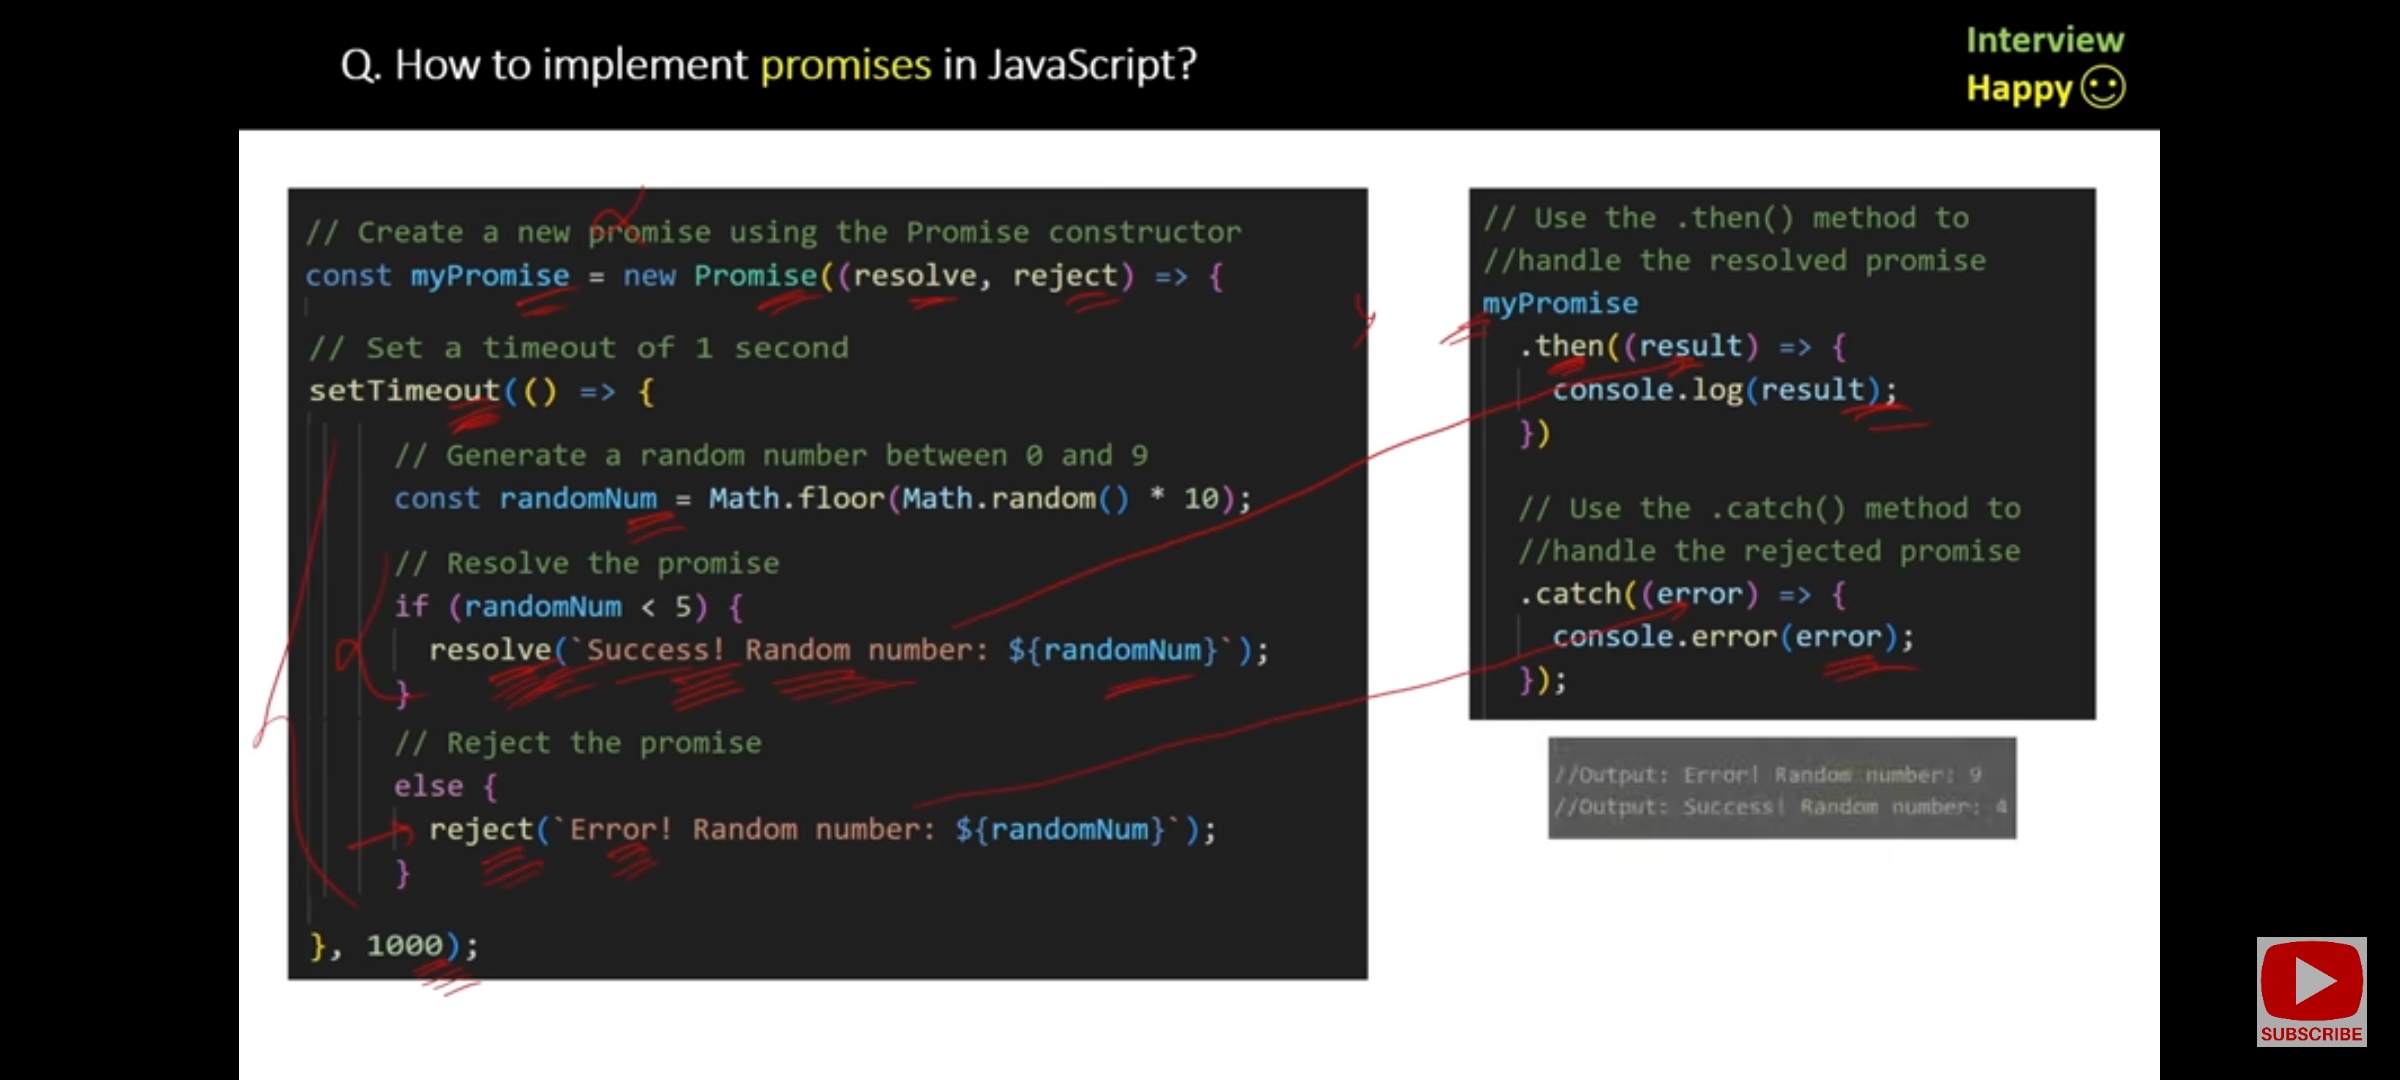 Q. How to implement promises in JavaScript?
Interview
Happy
// Create a new promise using the Promise constructor
const myPromise = new Promise((resolve, reject) => {
// Set a timeout of 1 second
setTimeout(() => {
// Generate a random number between 0 and 9
const randomNum = Math.floor(Math.random() * 10);
// Resolve the promise
if (randomNum < 5) {
resolve(`Success! Random number: ${randomNum}`);
}
// Reject the promise
else {
reject(`Error! Random number: ${randomNum}`);
}
}, 1000);
// Use the .then() method to
//handle the resolved promise
myPromise
.then((result) => {
console.log(result);
})
// Use the .catch() method to
//handle the rejected promise
.catch((error) => {
console.error(error);
});
//Output: Error! Random number: 9
//Output: Success! Random number: 4
SUBSCRIBE